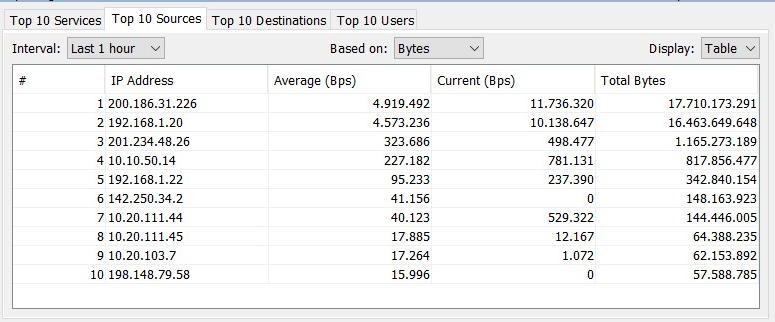 Top 10 Services Top 10 Sources Top 10 Destinations Top 10 Users
Interval: Last 1 hour Based on: Bytes Display: Table
# IP Address Average (Bps) Current (Bps) Total Bytes
1 200.186.31.226 4.919.492 11.736.320 17.710.173.291
2 192.168.1.20 4.573.236 10.138.647 16.463.649.648
3 201.234.48.26 323.686 498.477 1.165.273.189
4 10.10.50.14 227.182 781.131 817.856.477
5 192.168.1.22 95.233 237.390 342.840.154
6 142.250.34.2 41.156 0 148.163.923
7 10.20.111.44 40.123 529.322 144.446.005
8 10.20.111.45 17.885 12.167 64.388.235
9 10.20.103.7 17.264 1.072 62.153.892
10 198.148.79.58 15.996 0 57.588.785